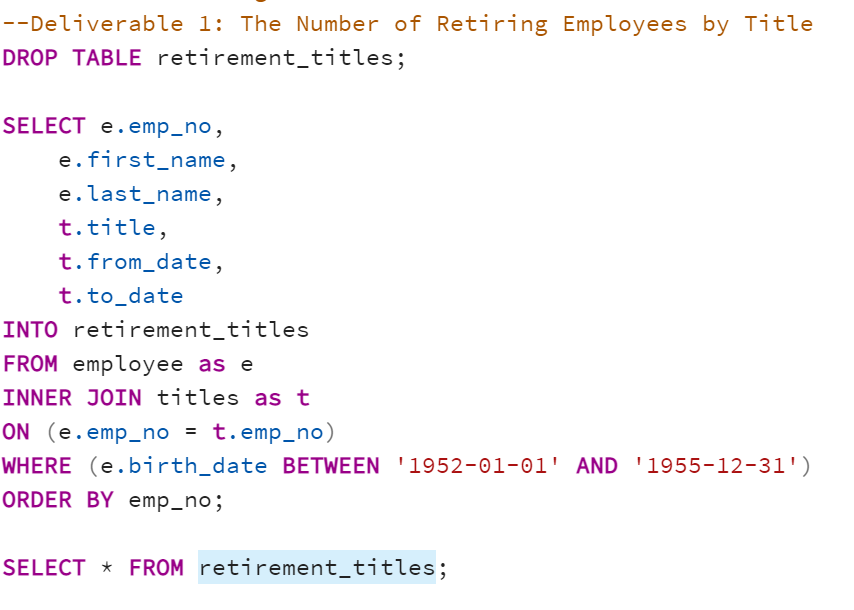 --Deliverable 1: The Number of Retiring Employees by Title
DROP TABLE retirement_titles;
SELECT e.emp_no,
e.first_name,
e.last_name,
t.title,
t.from_date,
t.to_date
INTO retirement_titles
FROM employee as e
INNER JOIN titles as t
ON (e.emp_no = t.emp_no)
WHERE (e.birth_date BETWEEN '1952-01-01' AND '1955-12-31')
ORDER BY emp_no;
SELECT * FROM retirement_titles;